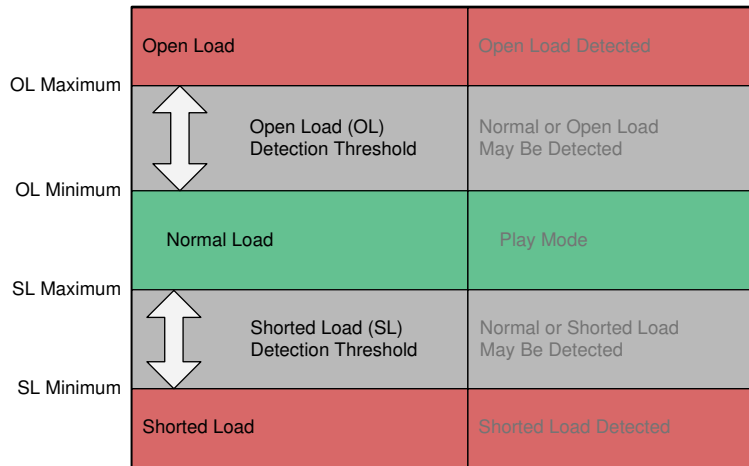 Open Load
Open Load Detected
OL Maximum
Open Load (OL)
Detection Threshold
Normal or Open Load
May Be Detected
OL Minimum
Normal Load
Play Mode
SL Maximum
Shorted Load (SL)
Detection Threshold
Normal or Shorted Load
May Be Detected
SL Minimum
Shorted Load
Shorted Load Detected